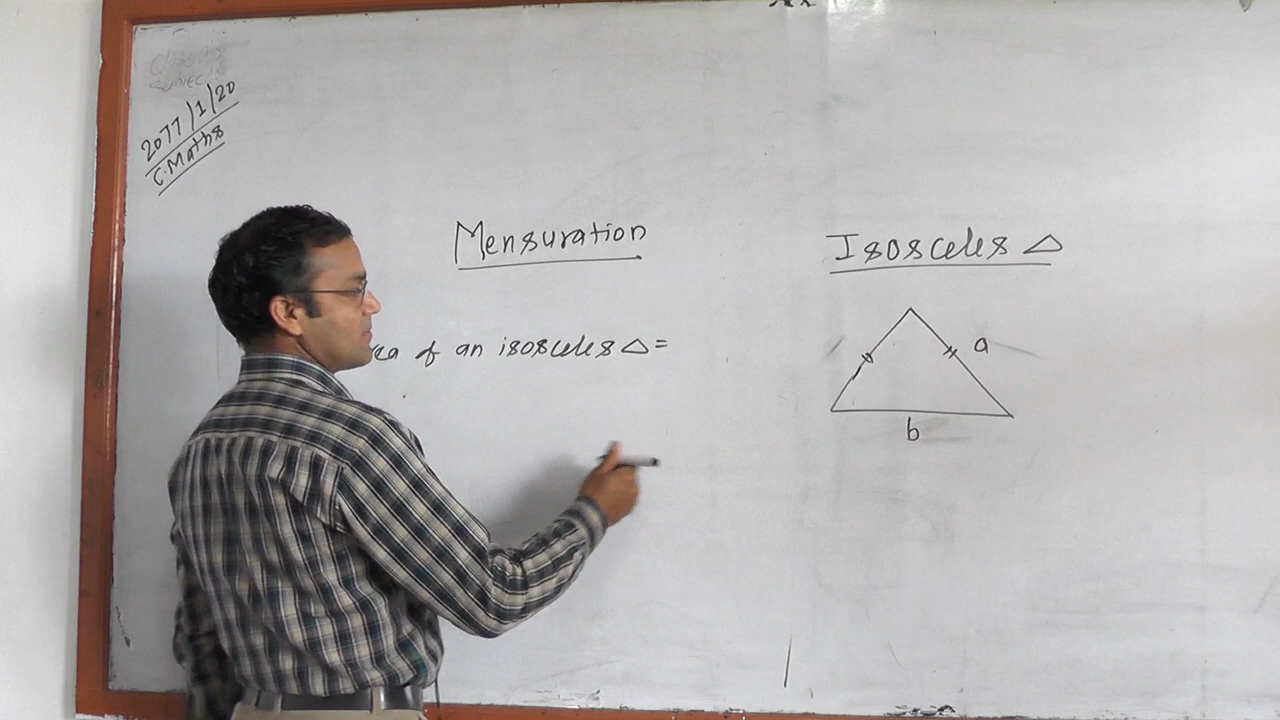 2077/1/20
C.Maths
Mensuration
Isosceles △
of an isosceles △=
a
b